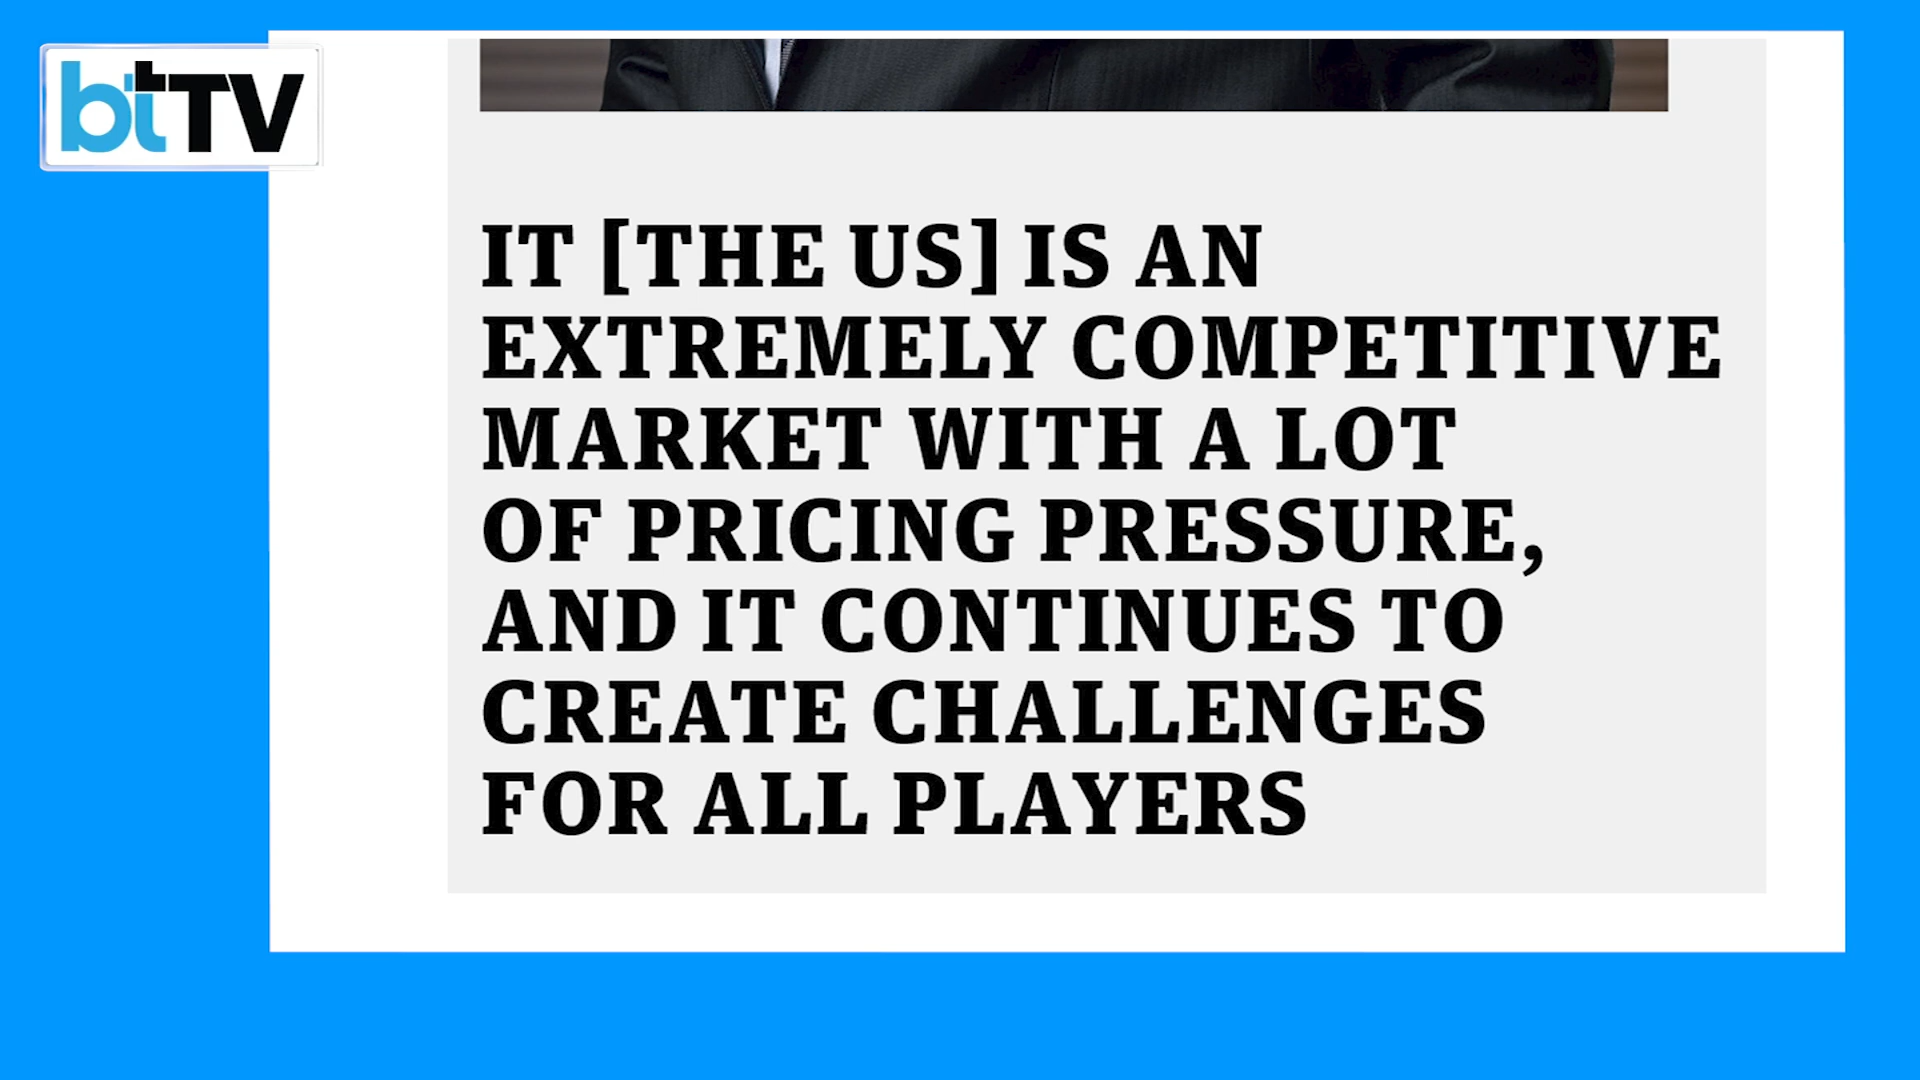 btTV
IT [THE US] IS AN
EXTREMELY COMPETITIVE
MARKET WITH A LOT
OF PRICING PRESSURE,
AND IT CONTINUES TO
CREATE CHALLENGES
FOR ALL PLAYERS